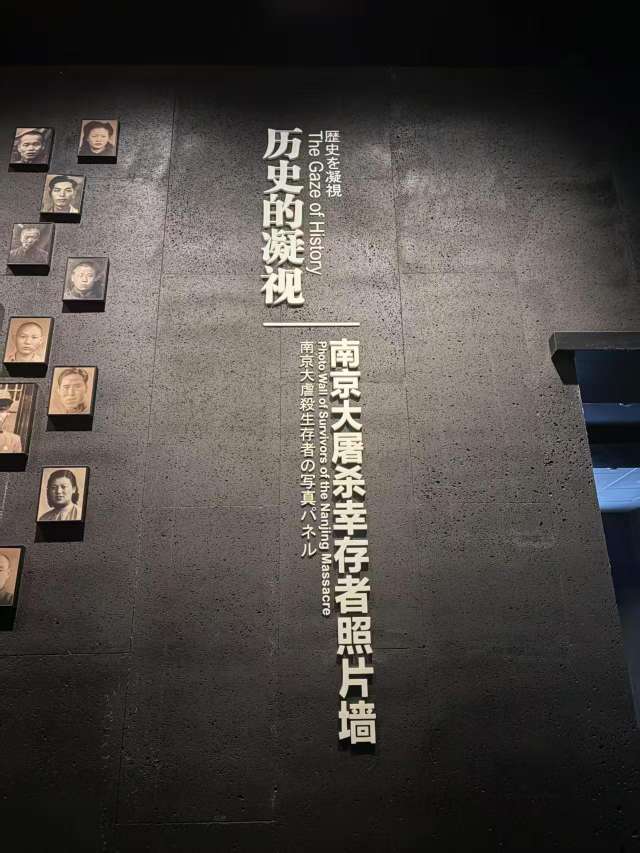 历史的凝视
The Gaze of History
歴史を凝視
南京大屠杀幸存者照片墙
Photo Wall of Survivors of the Nanjing Massacre
南京大虐殺生存者の写真パネル